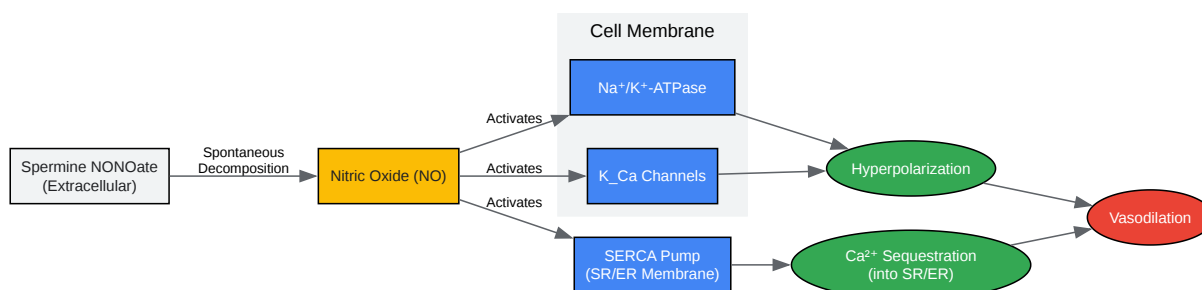 Cell Membrane
Na⁺/K⁺-ATPase
Activates
Spermine NONOate
(Extracellular)
Spontaneous
Decomposition
Nitric Oxide (NO)
Activates
K_Ca Channels
Hyperpolarization
Activates
SERCA Pump
(SR/ER Membrane)
Ca²⁺ Sequestration
(into SR/ER)
Vasodilation